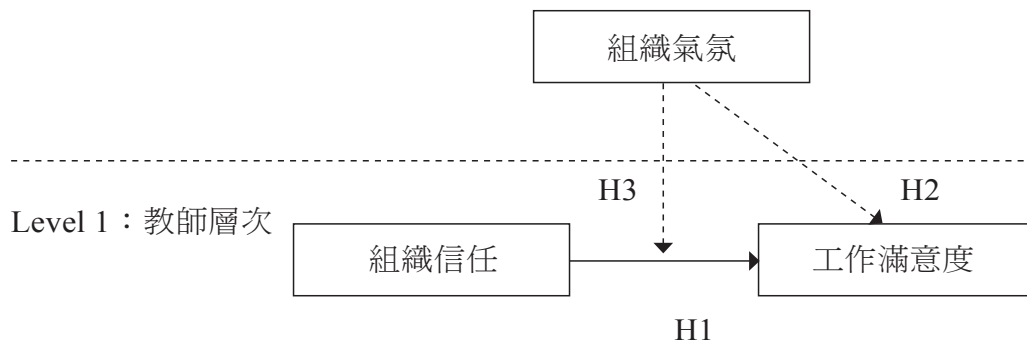 組織氣氛
H3
H2
Level 1：教師層次
組織信任
工作滿意度
H1